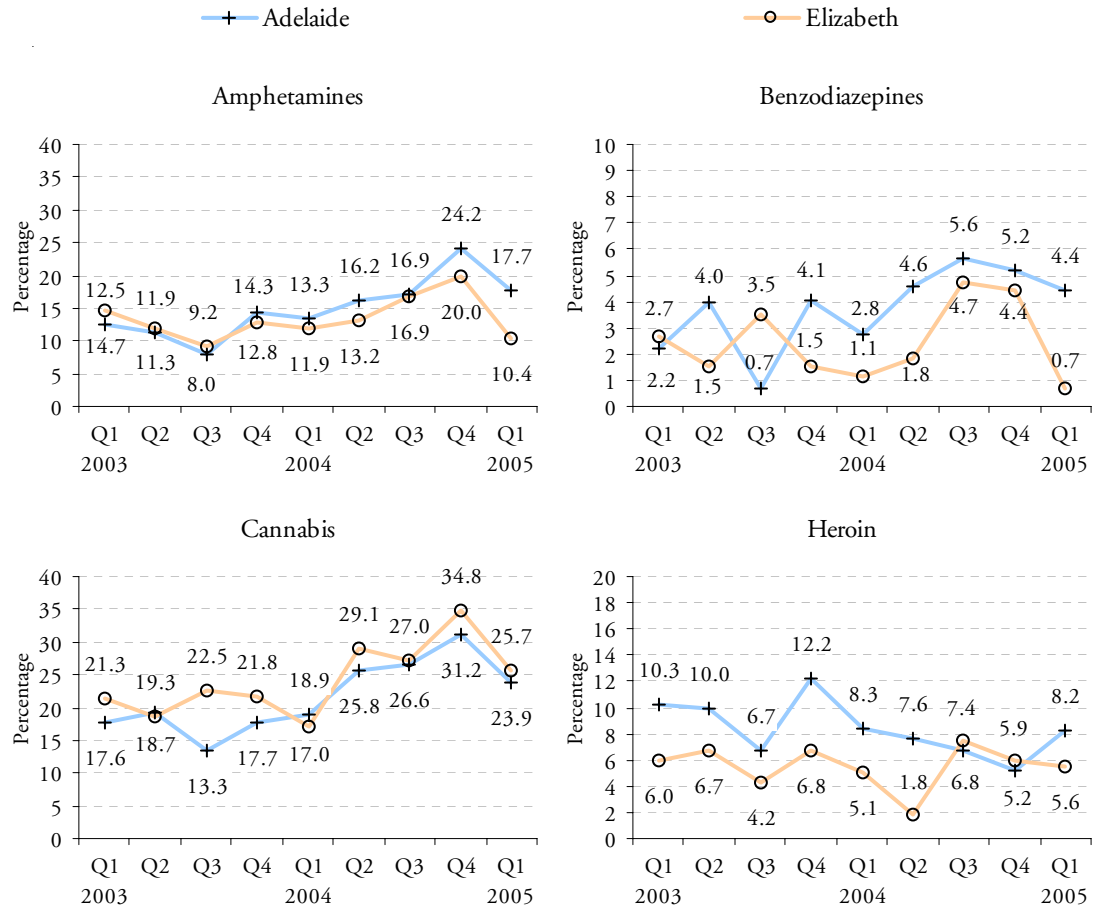 Adelaide Elizabeth
Amphetamines
Percentage
40
35
30
25
20
15
10
5
0
12.5 11.9 9.2 14.3 13.3 16.2 16.9 24.2 17.7
14.7 11.3 8.0 12.8 11.9 13.2 16.9 20.0 10.4
Q1 Q2 Q3 Q4 Q1 Q2 Q3 Q4 Q1
2003 2004 2005
Benzodiazepines
Percentage
10
9
8
7
6
5
4
3
2
1
0
2.7 4.0 3.5 4.1 2.8 4.6 5.6 5.2 4.4
2.2 1.5 0.7 1.5 1.1 1.8 4.7 4.4 0.7
Q1 Q2 Q3 Q4 Q1 Q2 Q3 Q4 Q1
2003 2004 2005
Cannabis
Percentage
40
35
30
25
20
15
10
5
0
21.3 19.3 22.5 21.8 18.9 29.1 27.0 34.8 25.7
17.6 18.7 13.3 17.7 17.0 25.8 26.6 31.2 23.9
Q1 Q2 Q3 Q4 Q1 Q2 Q3 Q4 Q1
2003 2004 2005
Heroin
Percentage
20
18
16
14
12
10
8
6
4
2
0
10.3 10.0 6.7 12.2 8.3 7.6 7.4 5.9 8.2
6.0 6.7 4.2 6.8 5.1 1.8 6.8 5.2 5.6
Q1 Q2 Q3 Q4 Q1 Q2 Q3 Q4 Q1
2003 2004 2005